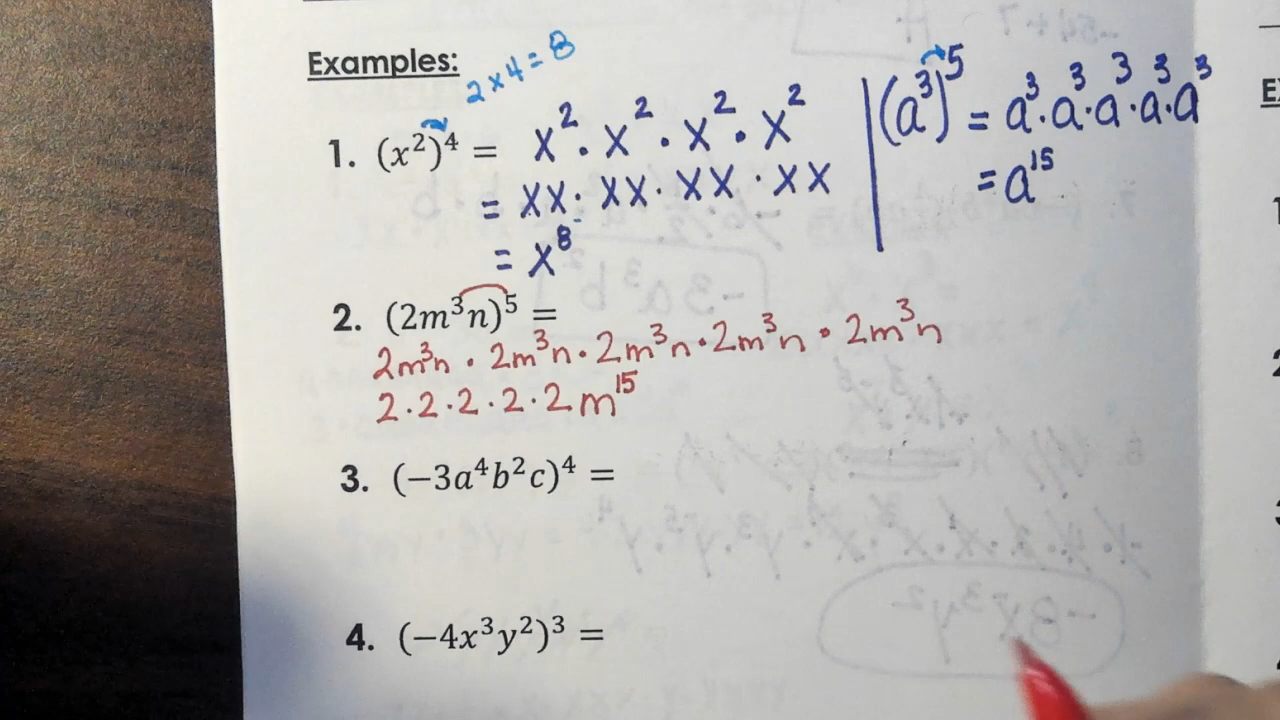 Examples:
2 × 4 = 8
1. (x²)⁴ = x² · x² · x² · x²
= xx · xx · xx · xx
= x⁸
(a³)⁵ = a³ · a³ · a³ · a³ · a³
= a¹⁵
2. (2m³n)⁵ =
2m³n · 2m³n · 2m³n · 2m³n · 2m³n
2 · 2 · 2 · 2 · 2 m¹⁵
3. (−3a⁴b²c)⁴ =
4. (−4x³y²)³ =